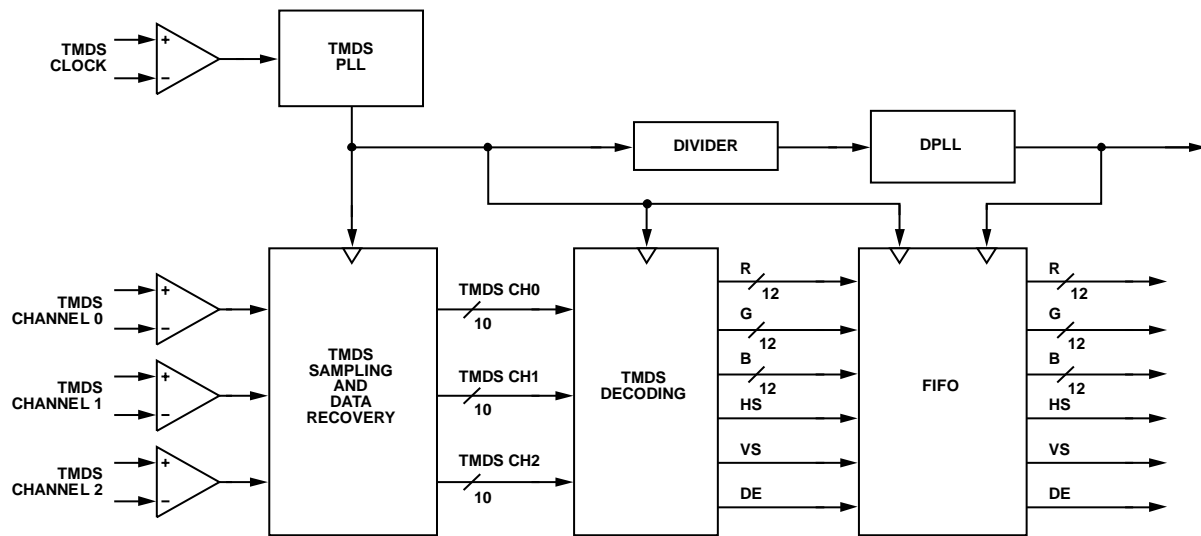 TMDS
CLOCK
+
−
TMDS
PLL
DIVIDER
DPLL
TMDS
CHANNEL 0
+
−
TMDS
CHANNEL 1
+
−
TMDS
CHANNEL 2
+
−
TMDS
SAMPLING
AND
DATA
RECOVERY
TMDS CH0
10
TMDS CH1
10
TMDS CH2
10
TMDS
DECODING
R
12
G
12
B
12
HS
VS
DE
FIFO
R
12
G
12
B
12
HS
VS
DE